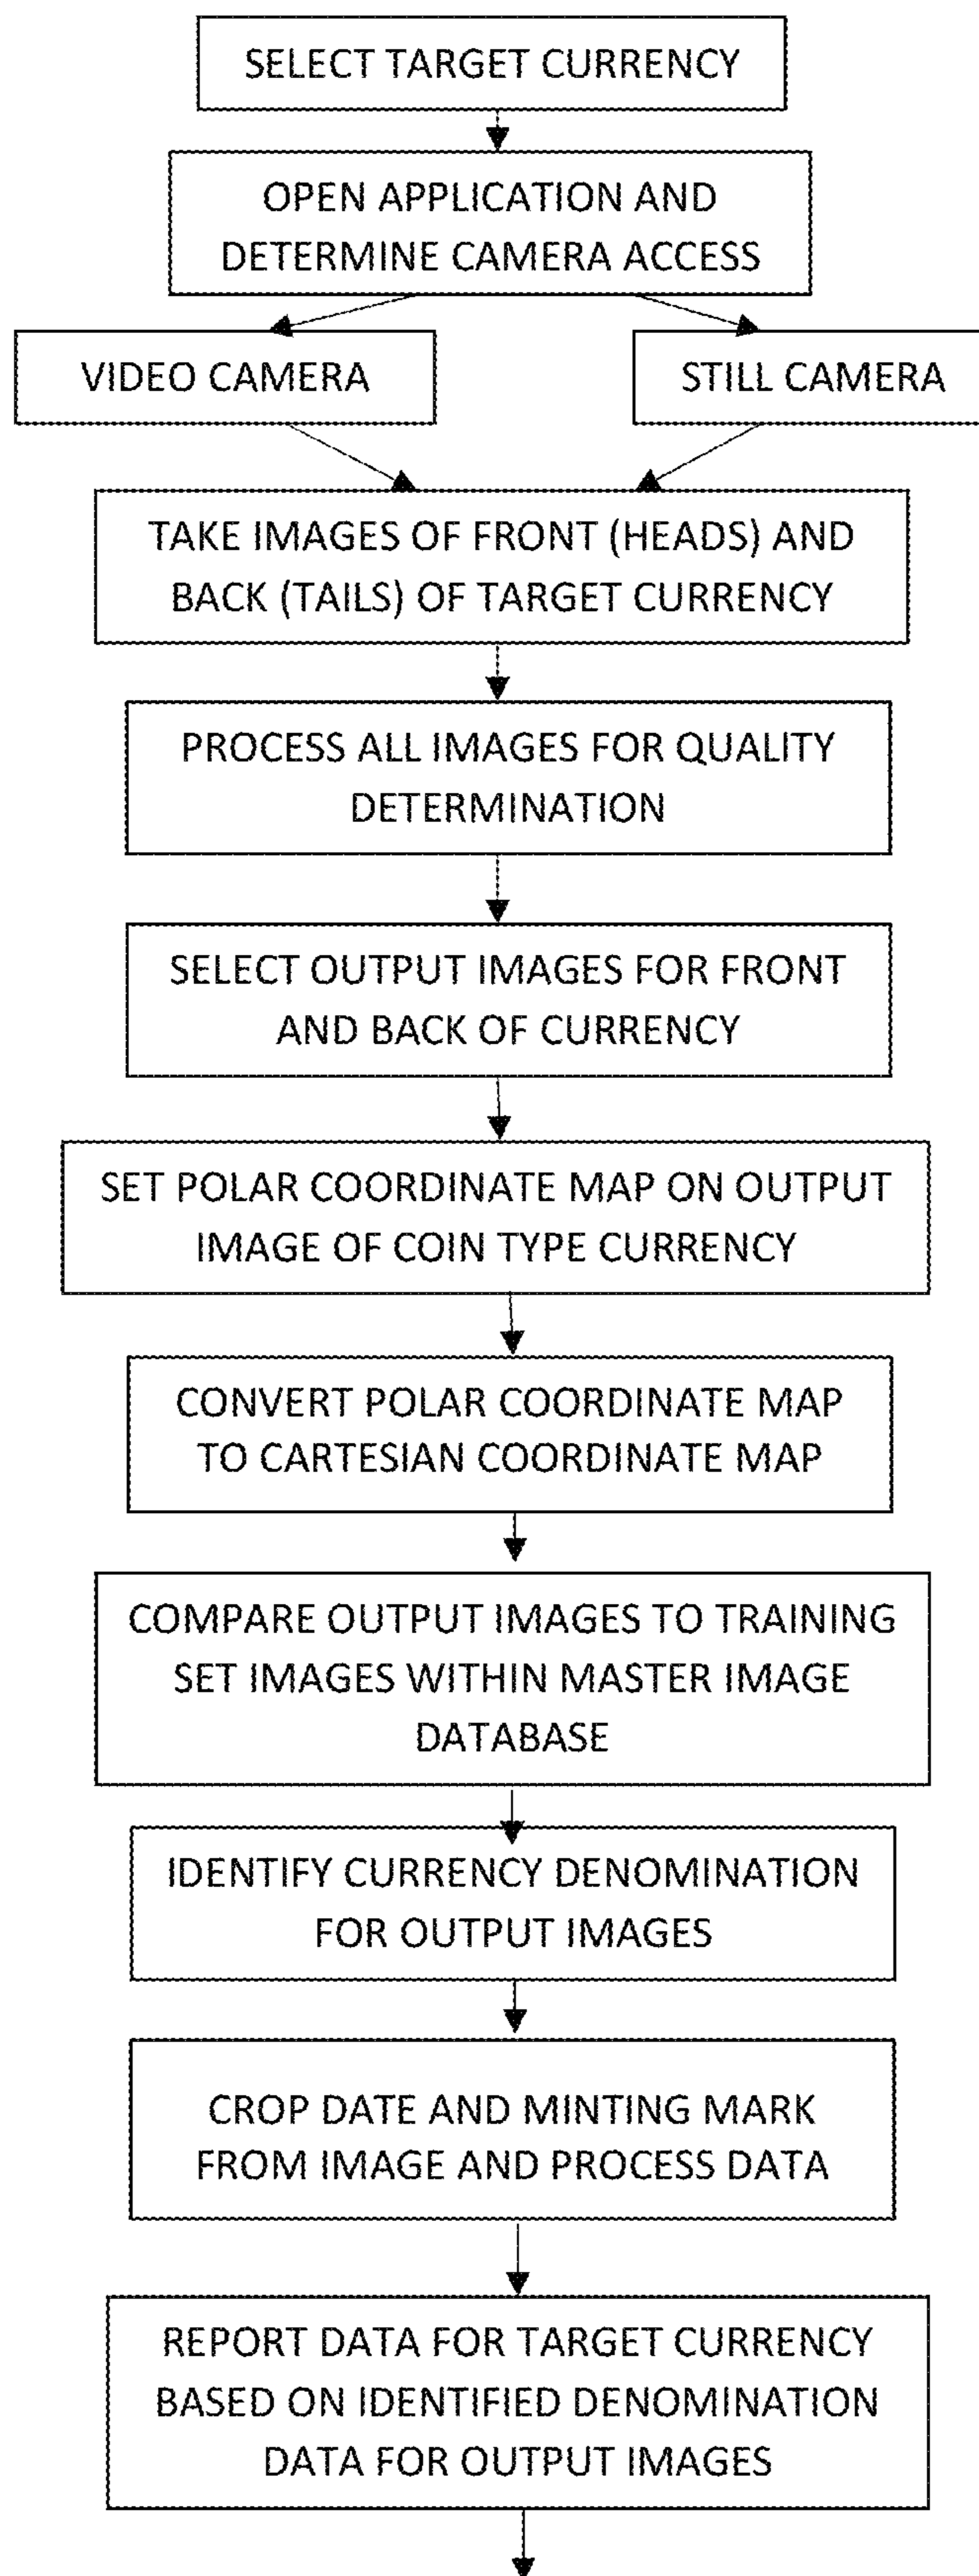 SELECT TARGET CURRENCY
OPEN APPLICATION AND
DETERMINE CAMERA ACCESS
VIDEO CAMERA
STILL CAMERA
TAKE IMAGES OF FRONT (HEADS) AND
BACK (TAILS) OF TARGET CURRENCY
PROCESS ALL IMAGES FOR QUALITY
DETERMINATION
SELECT OUTPUT IMAGES FOR FRONT
AND BACK OF CURRENCY
SET POLAR COORDINATE MAP ON OUTPUT
IMAGE OF COIN TYPE CURRENCY
CONVERT POLAR COORDINATE MAP
TO CARTESIAN COORDINATE MAP
COMPARE OUTPUT IMAGES TO TRAINING
SET IMAGES WITHIN MASTER IMAGE
DATABASE
IDENTIFY CURRENCY DENOMINATION
FOR OUTPUT IMAGES
CROP DATE AND MINTING MARK
FROM IMAGE AND PROCESS DATA
REPORT DATA FOR TARGET CURRENCY
BASED ON IDENTIFIED DENOMINATION
DATA FOR OUTPUT IMAGES